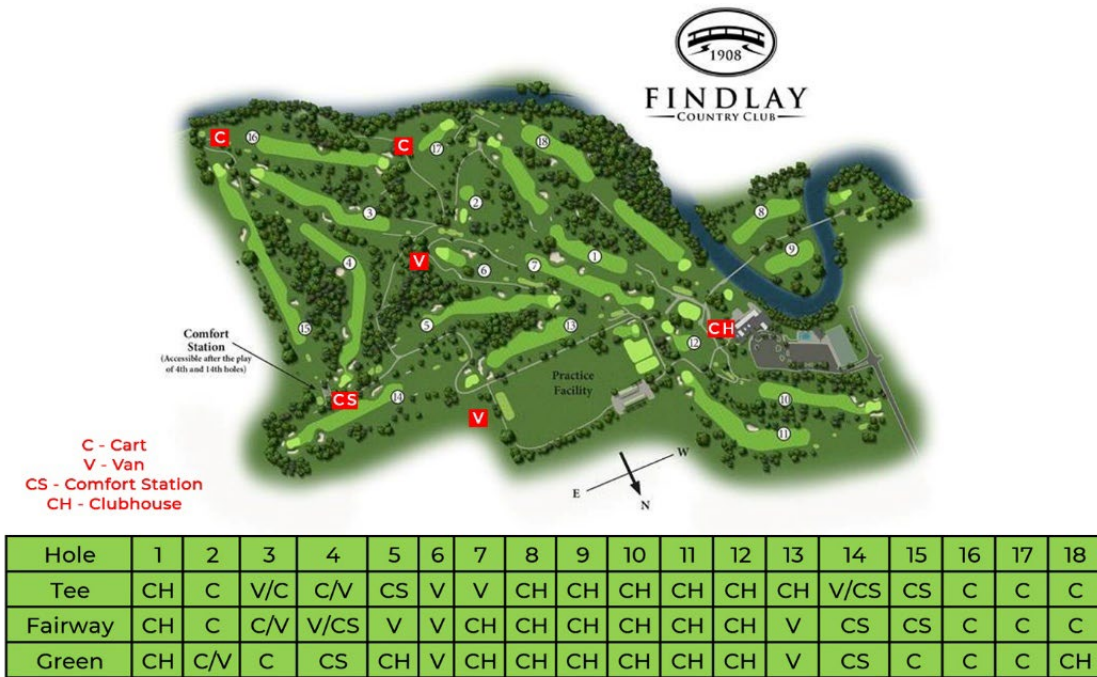 1908
FINDLAY
COUNTRY CLUB
C
16
C
17
18
2
3
8
9
4
V
6
7
1
5
13
15
Comfort
Station
(Accessible after the play
of 4th and 14th holes)
CH
12
Practice
Facility
CS
14
V
10
11
C - Cart
V - Van
CS - Comfort Station
CH - Clubhouse
W
E
N
Hole 1 2 3 4 5 6 7 8 9 10 11 12 13 14 15 16 17 18
Tee CH C V/C C/V CS V V CH CH CH CH CH CH V/CS CS C C C
Fairway CH C C/V V/CS V V CH CH CH CH CH CH V CS CS C C C
Green CH C/V C CS CH V CH CH CH CH CH CH V CS C C C CH